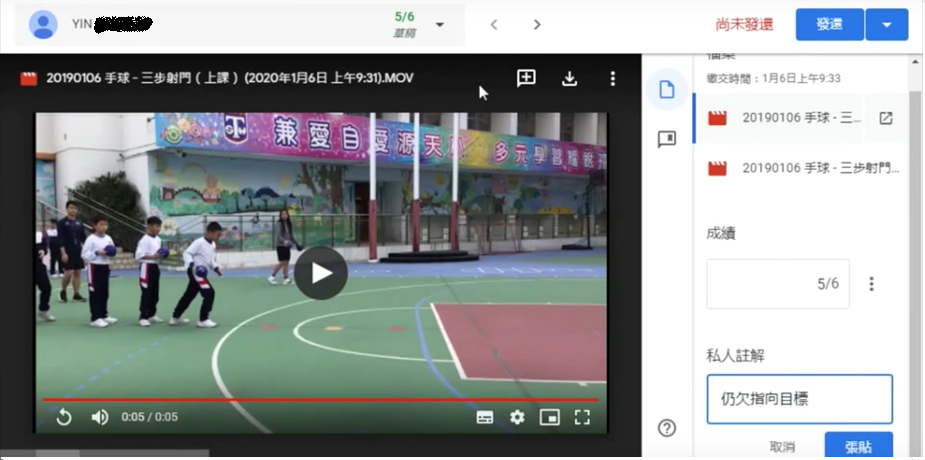 YIN
5/6
草稿
尚未發還
發還
20190106 手球 - 三步射門 ( 上課 ) (2020年1月6日 上午9:31).MOV
檔案
繳交時間：1月6日上午9:33
20190106 手球 - 三...
20190106 手球 - 三步射門...
STW
兼愛自愛源天 多元學習
成績
5/6
私人註解
仍欠指向目標
取消
張貼
0:05 / 0:05